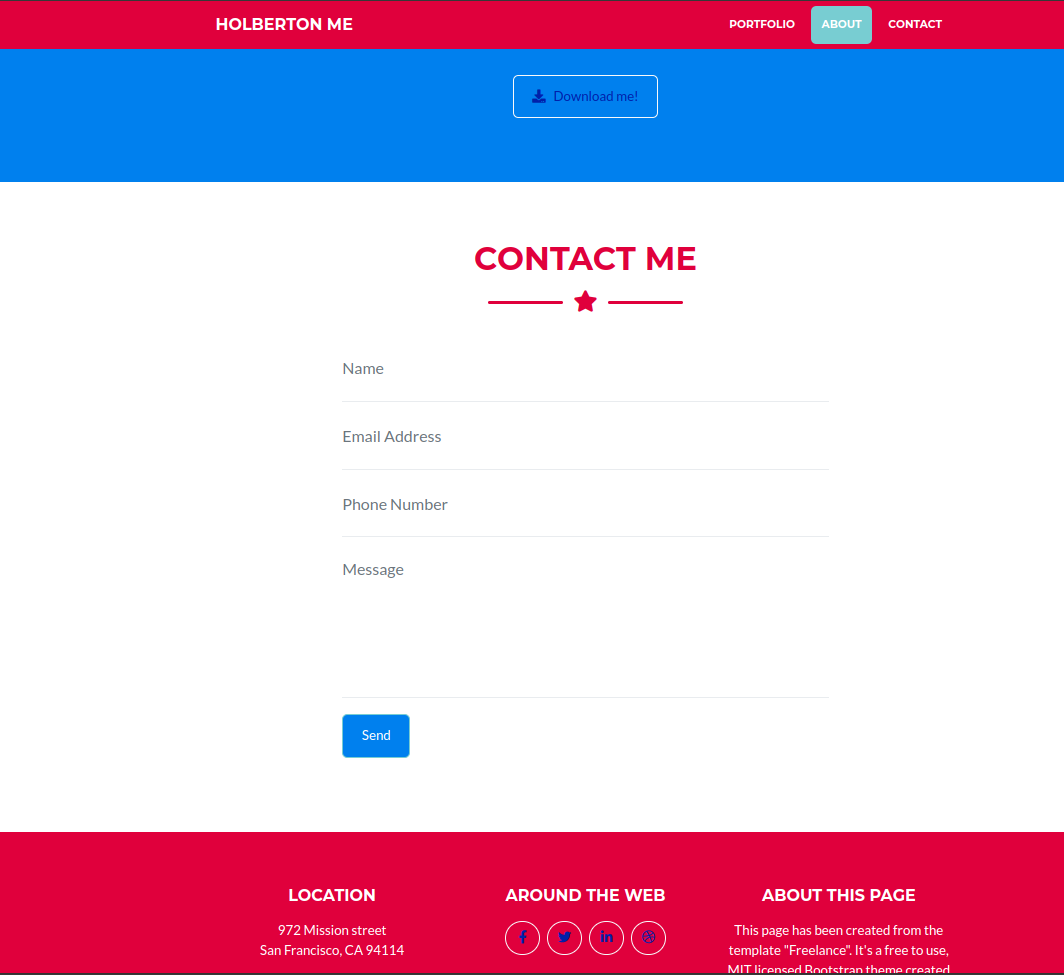 HOLBERTON ME
PORTFOLIO
ABOUT
CONTACT
Download me!
CONTACT ME
Name
Email Address
Phone Number
Message
Send
LOCATION
972 Mission street
San Francisco, CA 94114
AROUND THE WEB
ABOUT THIS PAGE
This page has been created from the
template "Freelance". It's a free to use,
MIT licensed Bootstrap theme created